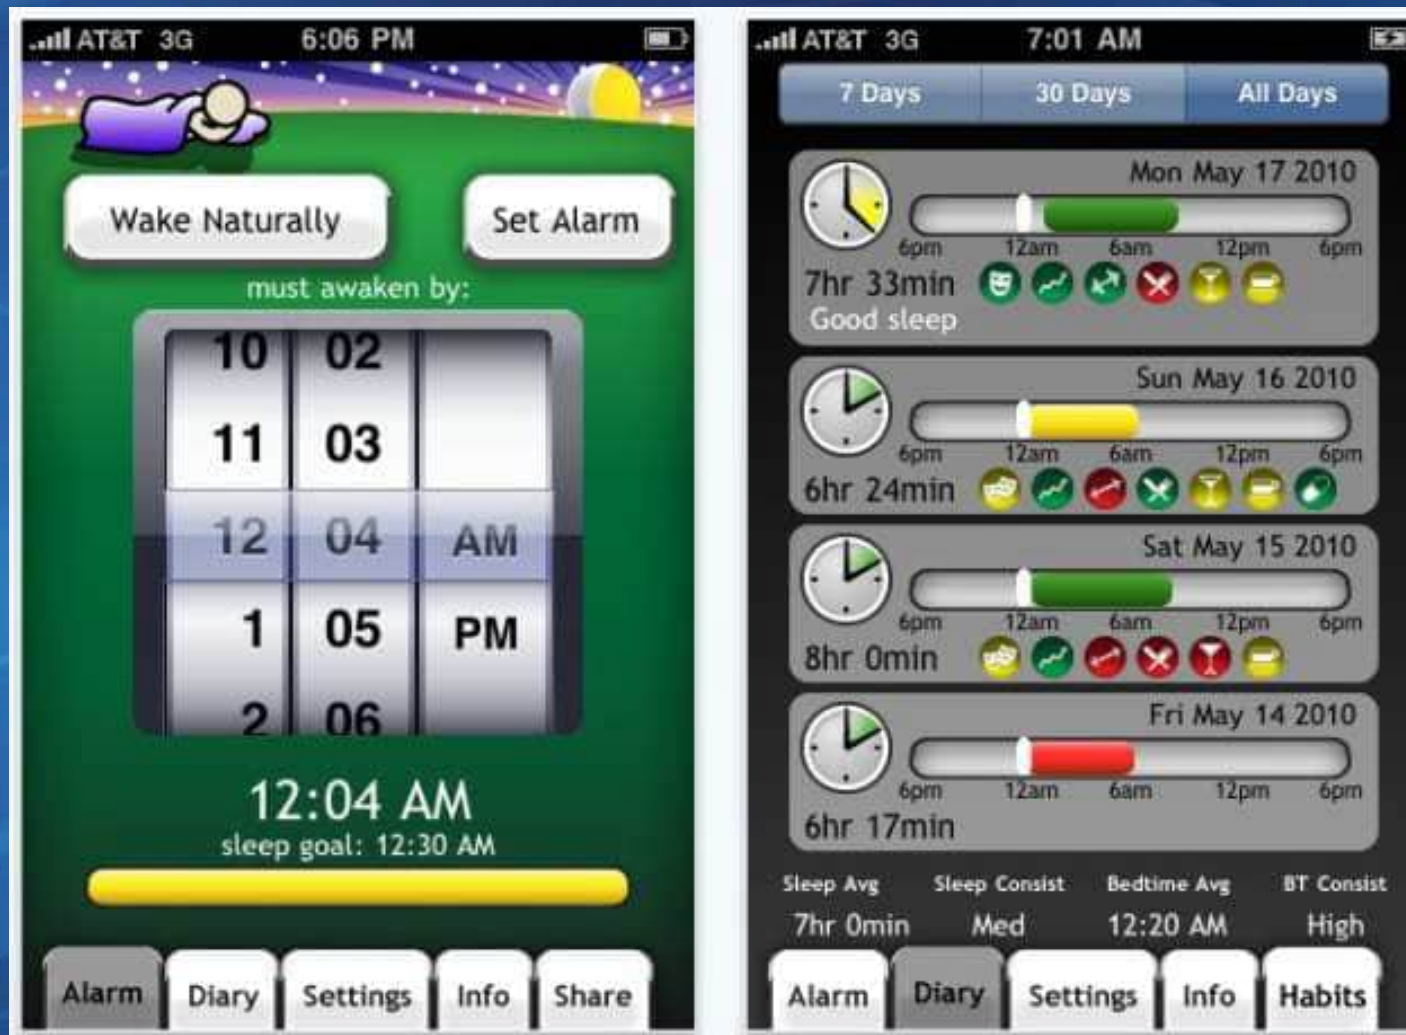 AT&T 3G 6:06 PM
Wake Naturally Set Alarm
must awaken by:
10 02
11 03
12 04 AM
1 05 PM
2 06
12:04 AM
sleep goal: 12:30 AM
Alarm Diary Settings Info Share
AT&T 3G 7:01 AM
7 Days 30 Days All Days
Mon May 17 2010
6pm 12am 6am 12pm 6pm
7hr 33min
Good sleep
Sun May 16 2010
6pm 12am 6am 12pm 6pm
6hr 24min
Sat May 15 2010
6pm 12am 6am 12pm 6pm
8hr 0min
Fri May 14 2010
6pm 12am 6am 12pm 6pm
6hr 17min
Sleep Avg Sleep Consist Bedtime Avg BT Consist
7hr 0min Med 12:20 AM High
Alarm Diary Settings Info Habits